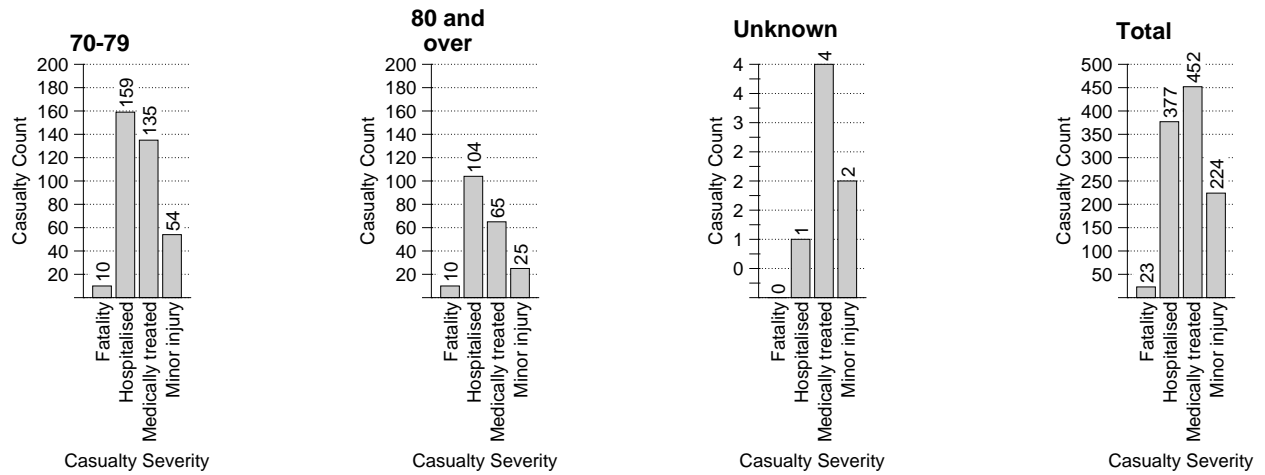 70-79
200
180
160
140
120
100
80
60
40
20
Casualty Count
10
159
135
54
Fatality
Hospitalised
Medically treated
Minor injury
Casualty Severity
80 and
over
200
180
160
140
120
100
80
60
40
20
Casualty Count
10
104
65
25
Fatality
Hospitalised
Medically treated
Minor injury
Casualty Severity
Unknown
4
4
3
2
2
2
1
0
Casualty Count
0
1
4
2
Fatality
Hospitalised
Medically treated
Minor injury
Casualty Severity
Total
500
450
400
350
300
250
200
150
100
50
Casualty Count
23
377
452
224
Fatality
Hospitalised
Medically treated
Minor injury
Casualty Severity